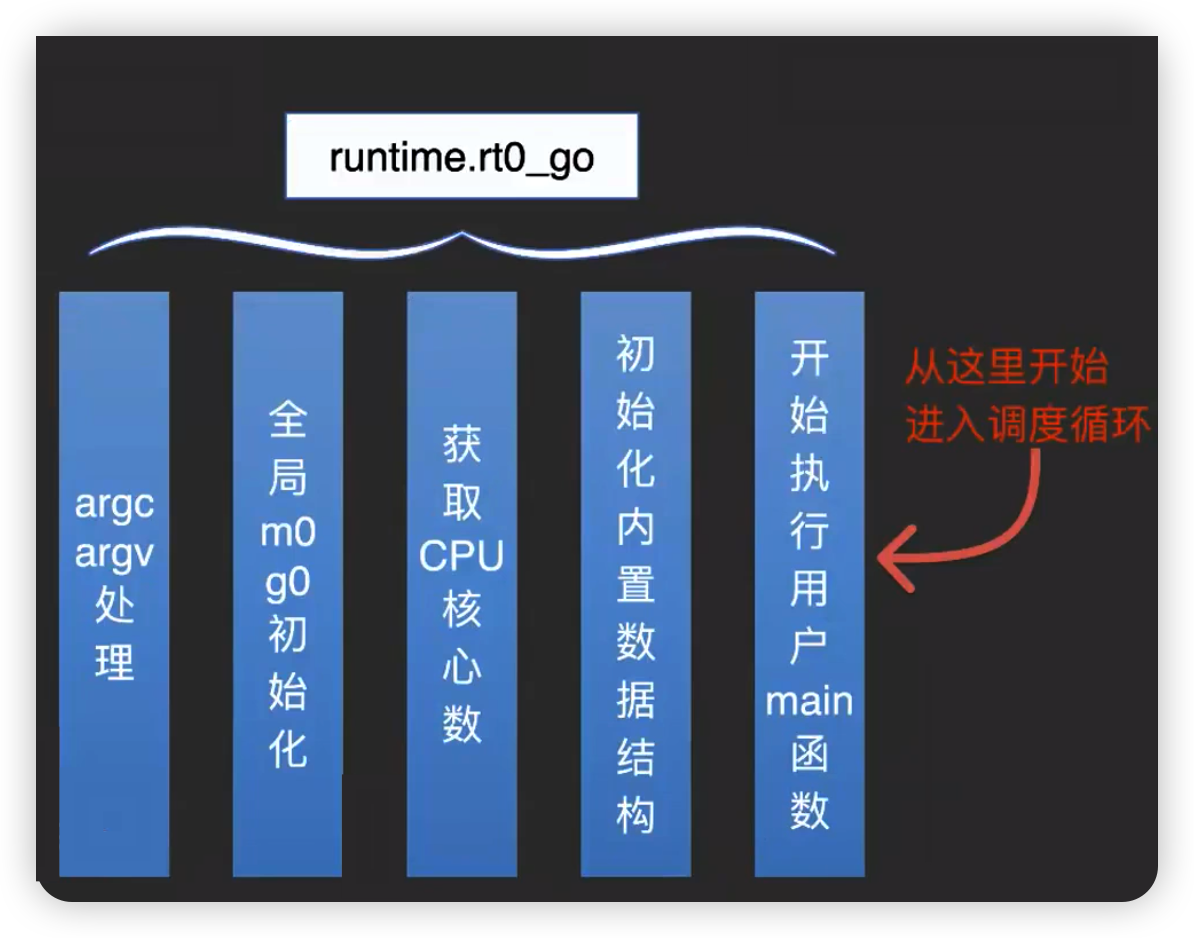 runtime.rt0_go
argc
argv
处
理
全
局
m0
g0
初
始
化
获
取
CPU
核
心
数
初
始
化
内
置
数
据
结
构
开
始
执
行
用
户
main
函
数
从这里开始
进入调度循环